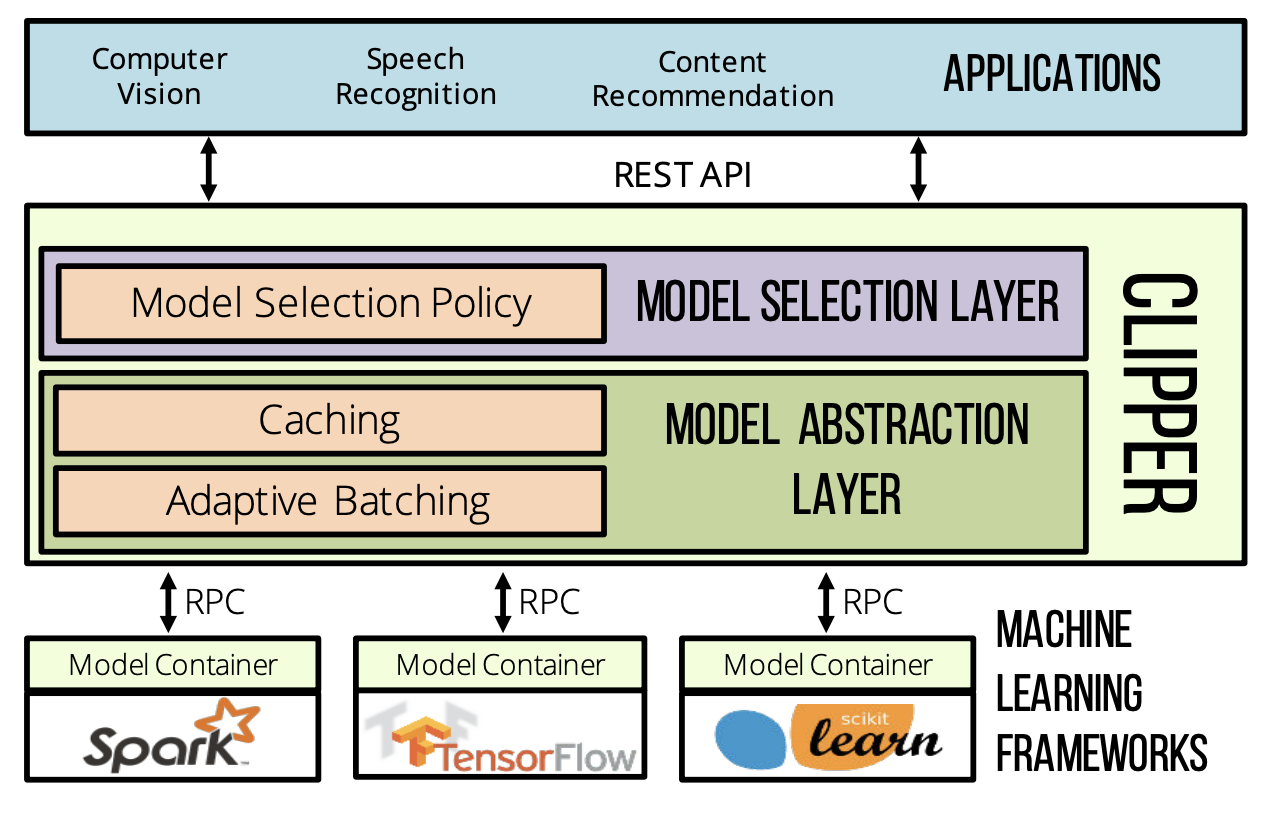 Computer
Vision
Speech
Recognition
Content
Recommendation
APPLICATIONS
REST API
Model Selection Policy
MODEL SELECTION LAYER
Caching
Adaptive Batching
MODEL ABSTRACTION
LAYER
CLIPPER
RPC
RPC
RPC
Model Container
Model Container
Model Container
Spark™
TensorFlow
scikit
learn
MACHINE
LEARNING
FRAMEWORKS